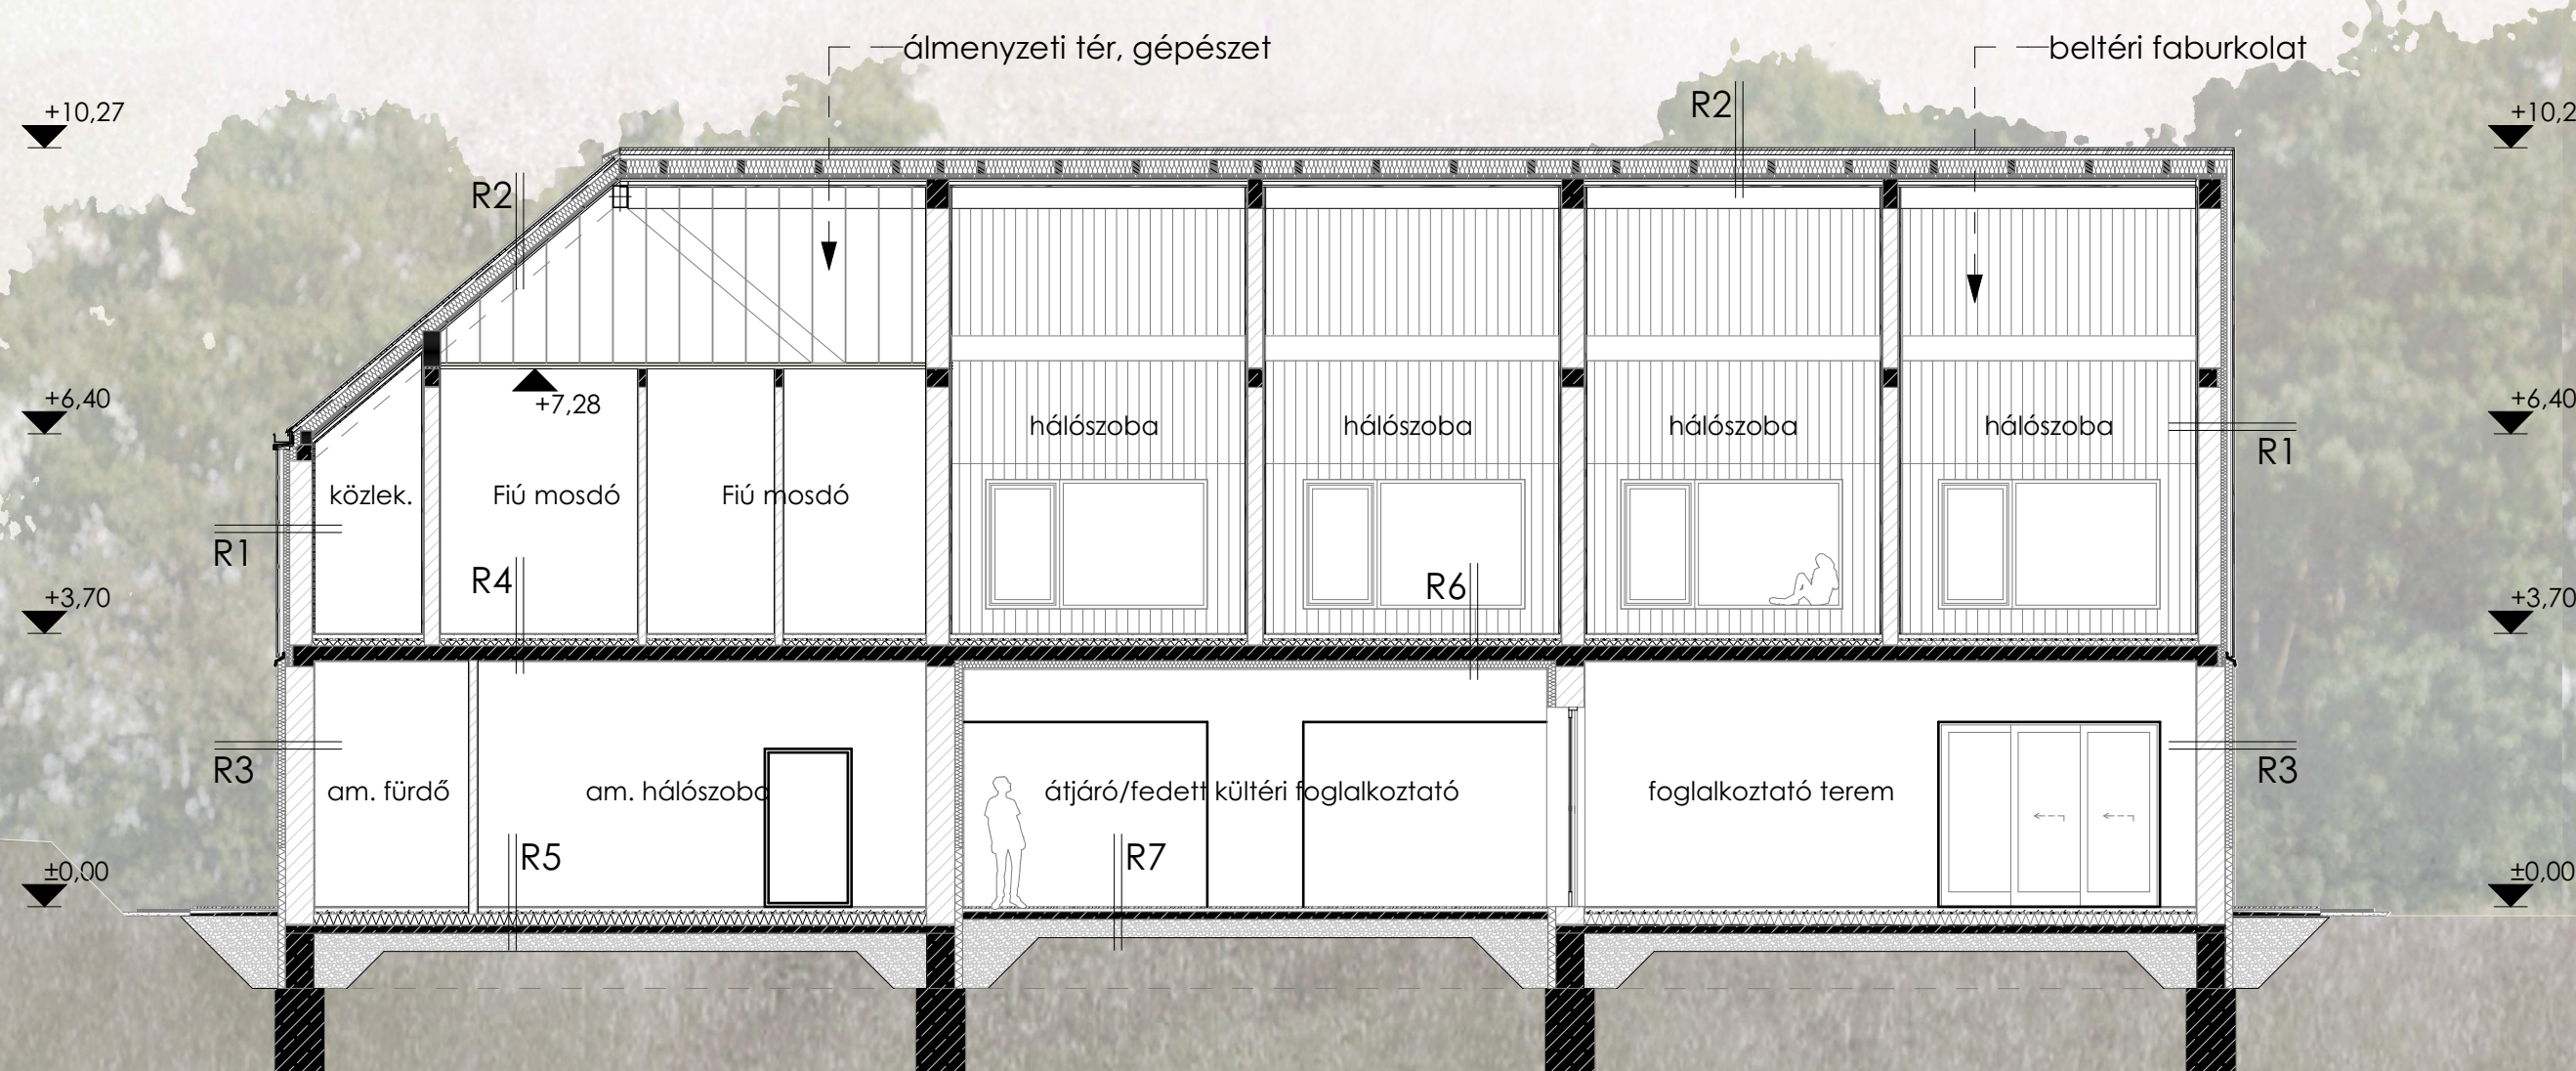 álmenyzeti tér, gépészet
beltéri faburkolat
R2
+10,27
+10,2
R2
+6,40
+7,28
+6,40
hálószoba
hálószoba
hálószoba
hálószoba
R1
közlek.
Fiú mosdó
Fiú mosdó
R1
R4
R6
+3,70
+3,70
R3
R3
am. fürdő
am. hálószoba
átjáró/fedett kültéri foglalkoztató
foglalkoztató terem
R5
R7
±0,00
±0,00